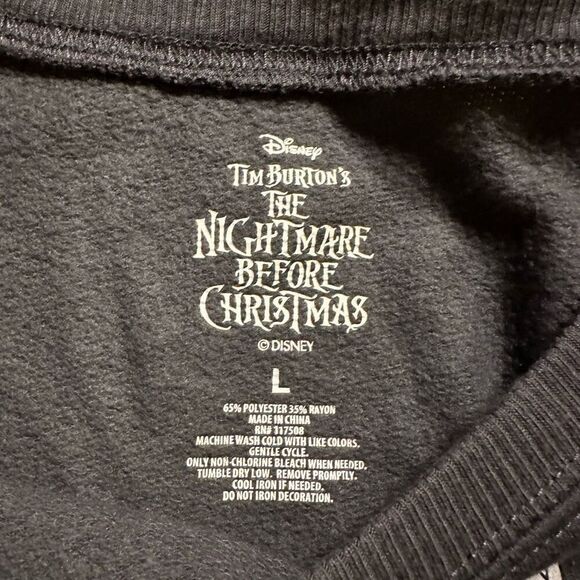 Disney
TIM BURTON'S
THE
NIGHTMARE
BEFORE
CHRISTMAS
© DISNEY
L
65% POLYESTER 35% RAYON
MADE IN CHINA
RN# 117508
MACHINE WASH COLD WITH LIKE COLORS.
GENTLE CYCLE.
ONLY NON-CHLORINE BLEACH WHEN NEEDED.
TUMBLE DRY LOW. REMOVE PROMPTLY.
COOL IRON IF NEEDED.
DO NOT IRON DECORATION.